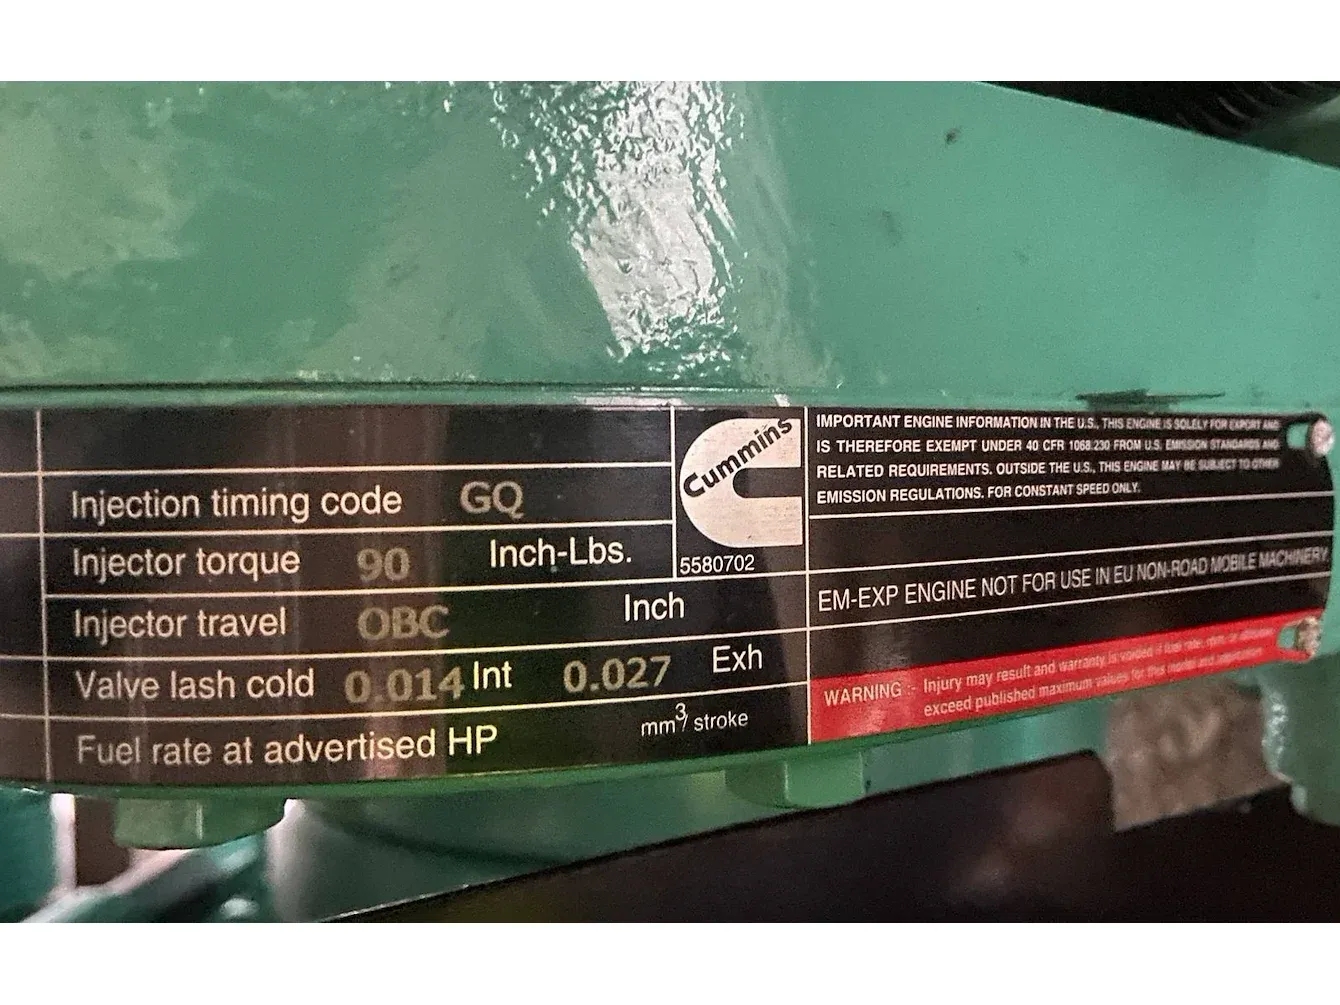 Injection timing code GQ
Injector torque 90 Inch-Lbs.
Injector travel OBC Inch
Valve lash cold 0.014 Int 0.027 Exh
Fuel rate at advertised HP mm³/ stroke
Cummins
5580702
IMPORTANT ENGINE INFORMATION IN THE U.S., THIS ENGINE IS SOLELY FOR EXPORT AND
IS THEREFORE EXEMPT UNDER 40 CFR 1068.230 FROM U.S. EMISSION STANDARDS AND
RELATED REQUIREMENTS. OUTSIDE THE U.S., THIS ENGINE MAY BE SUBJECT TO OTHER
EMISSION REGULATIONS. FOR CONSTANT SPEED ONLY.
EM-EXP ENGINE NOT FOR USE IN EU NON-ROAD MOBILE MACHINERY
WARNING :- Injury may result and warranty is voided if fuel rate, rpm, or altitude
exceed published maximum values for this model and application